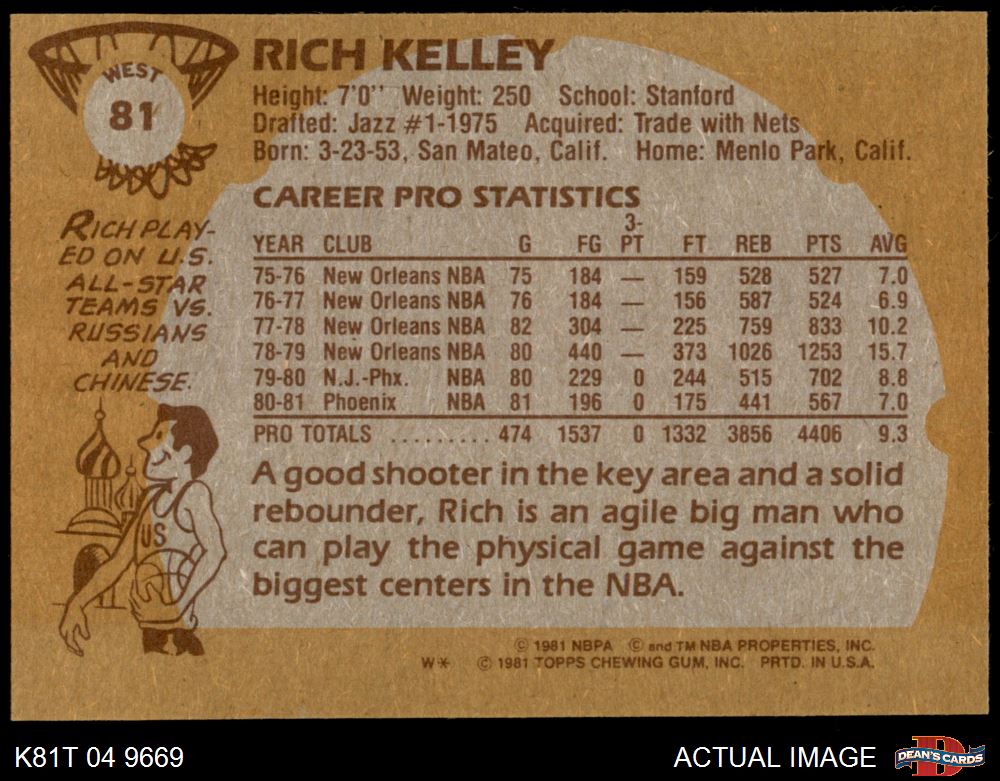 WEST
81
RICH KELLEY
Height: 7'0'' Weight: 250 School: Stanford
Drafted: Jazz #1-1975 Acquired: Trade with Nets
Born: 3-23-53, San Mateo, Calif. Home: Menlo Park, Calif.
RICH PLAY-
ED ON U.S.
ALL-STAR
TEAMS VS.
RUSSIANS
AND
CHINESE.
US
CAREER PRO STATISTICS
YEAR CLUB G FG 3-PT FT REB PTS AVG
75-76 New Orleans NBA 75 184 — 159 528 527 7.0
76-77 New Orleans NBA 76 184 — 156 587 524 6.9
77-78 New Orleans NBA 82 304 — 225 759 833 10.2
78-79 New Orleans NBA 80 440 — 373 1026 1253 15.7
79-80 N.J.-Phx. NBA 80 229 0 244 515 702 8.8
80-81 Phoenix NBA 81 196 0 175 441 567 7.0
PRO TOTALS .......... 474 1537 0 1332 3856 4406 9.3
A good shooter in the key area and a solid
rebounder, Rich is an agile big man who
can play the physical game against the
biggest centers in the NBA.
© 1981 NBPA © and TM NBA PROPERTIES, INC.
W* © 1981 TOPPS CHEWING GUM, INC. PRTD. IN U.S.A.
K81T 04 9669
ACTUAL IMAGE
D
DEAN'S CARDS